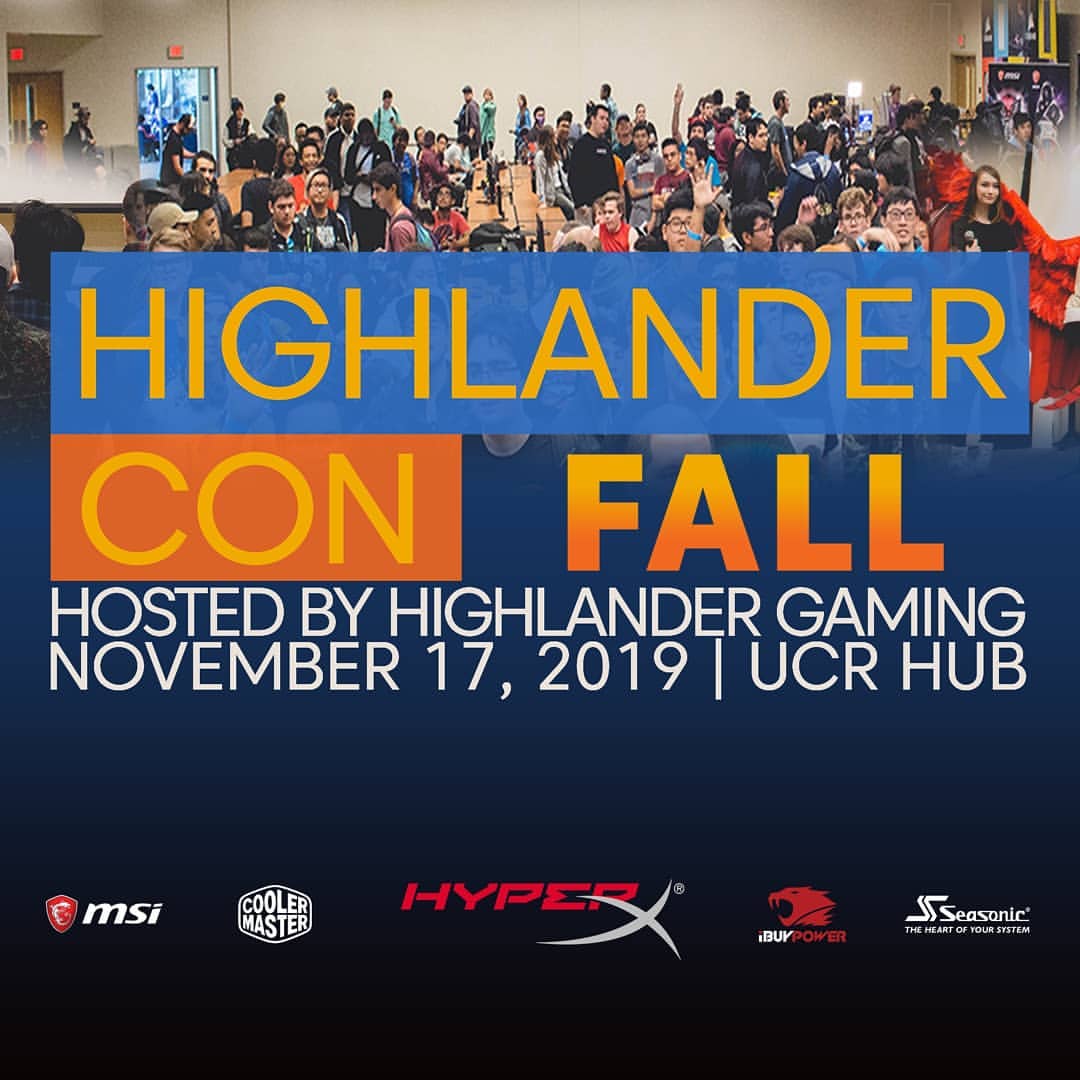 msi
HIGHLANDER
CON FALL
HOSTED BY HIGHLANDER GAMING
NOVEMBER 17, 2019 | UCR HUB
msi
COOLER
MASTER
HYPERX®
iBUYPOWER
Seasonic®
THE HEART OF YOUR SYSTEM